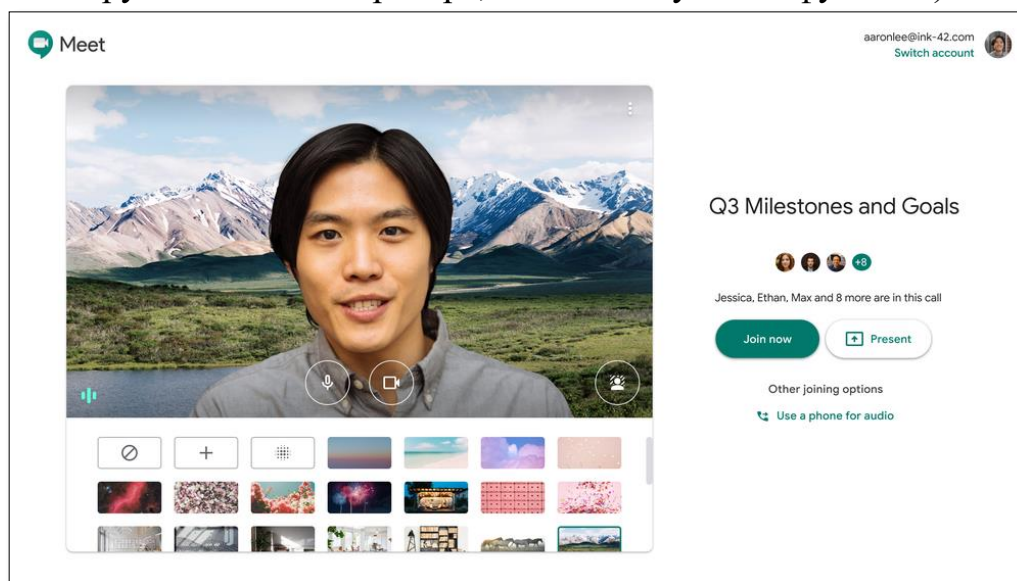 Meet
aaronlee@ink-42.com
Switch account
Q3 Milestones and Goals
+8
Jessica, Ethan, Max and 8 more are in this call
Join now
Present
Other joining options
Use a phone for audio